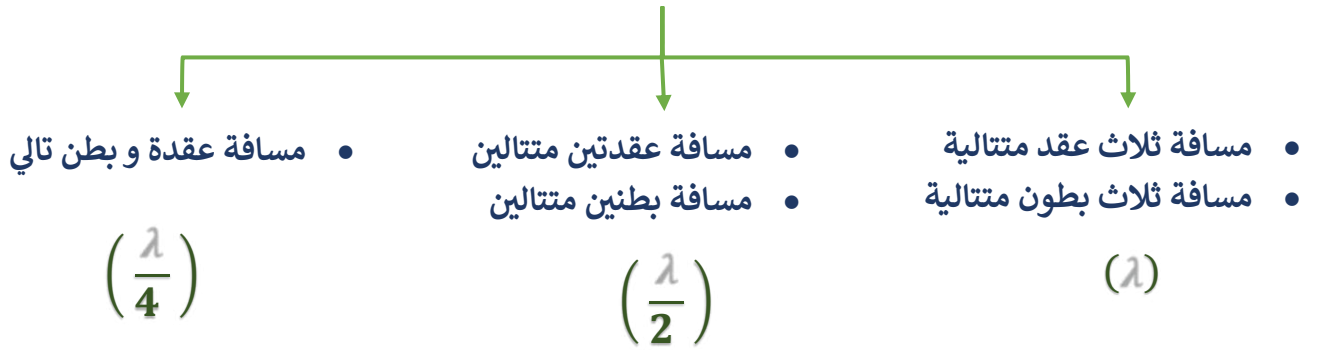 • مسافة ثلاث عقد متتالية
• مسافة ثلاث بطون متتالية
(λ)
• مسافة عقدتين متتالين
• مسافة بطنين متتالين
(λ/2)
• مسافة عقدة و بطن تالي
(λ/4)